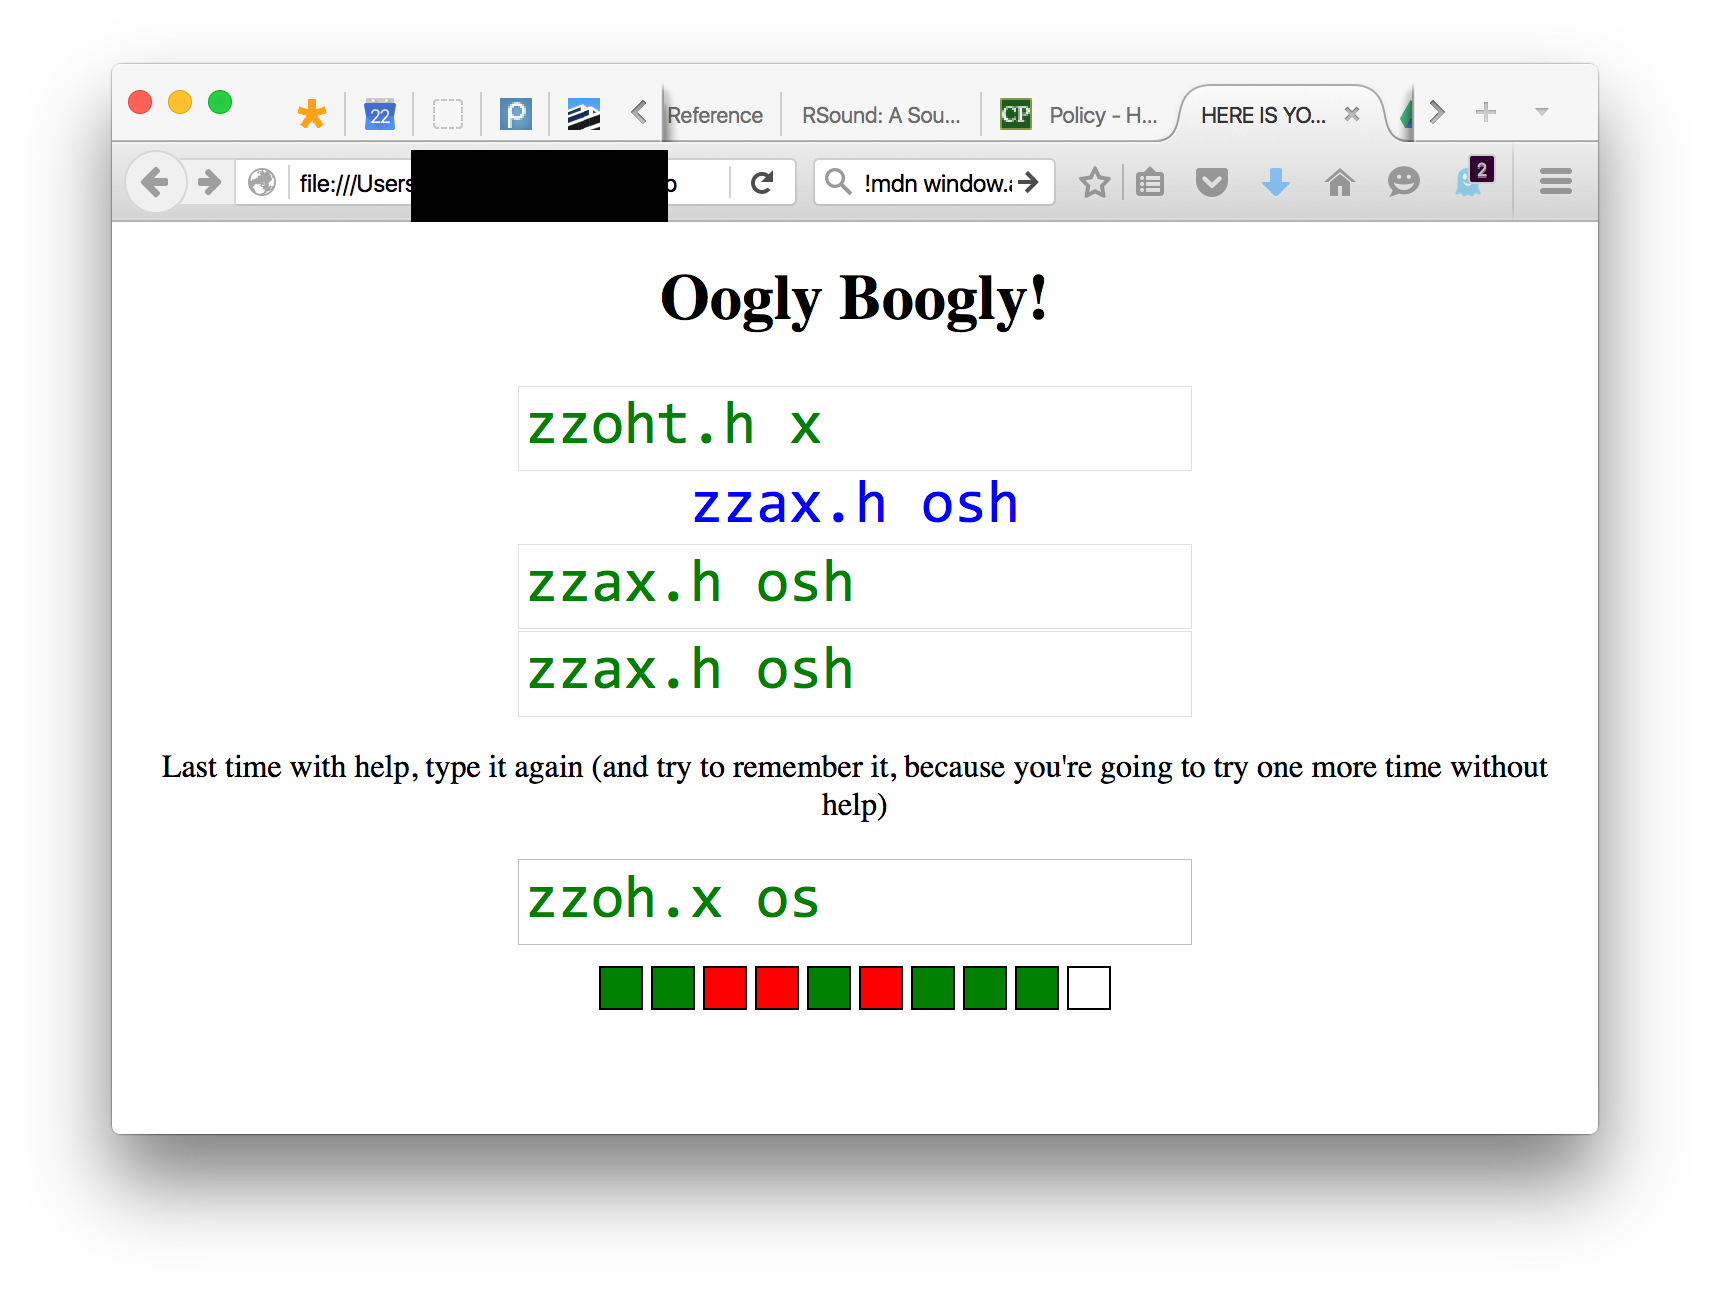 22 Reference RSound: A Sou... CP Policy - H... HERE IS YO...
file:///Users !mdn window. 2
Oogly Boogly!
zzoht.h x
zzax.h osh
zzax.h osh
zzax.h osh
Last time with help, type it again (and try to remember it, because you're going to try one more time without
help)
zzoh.x os